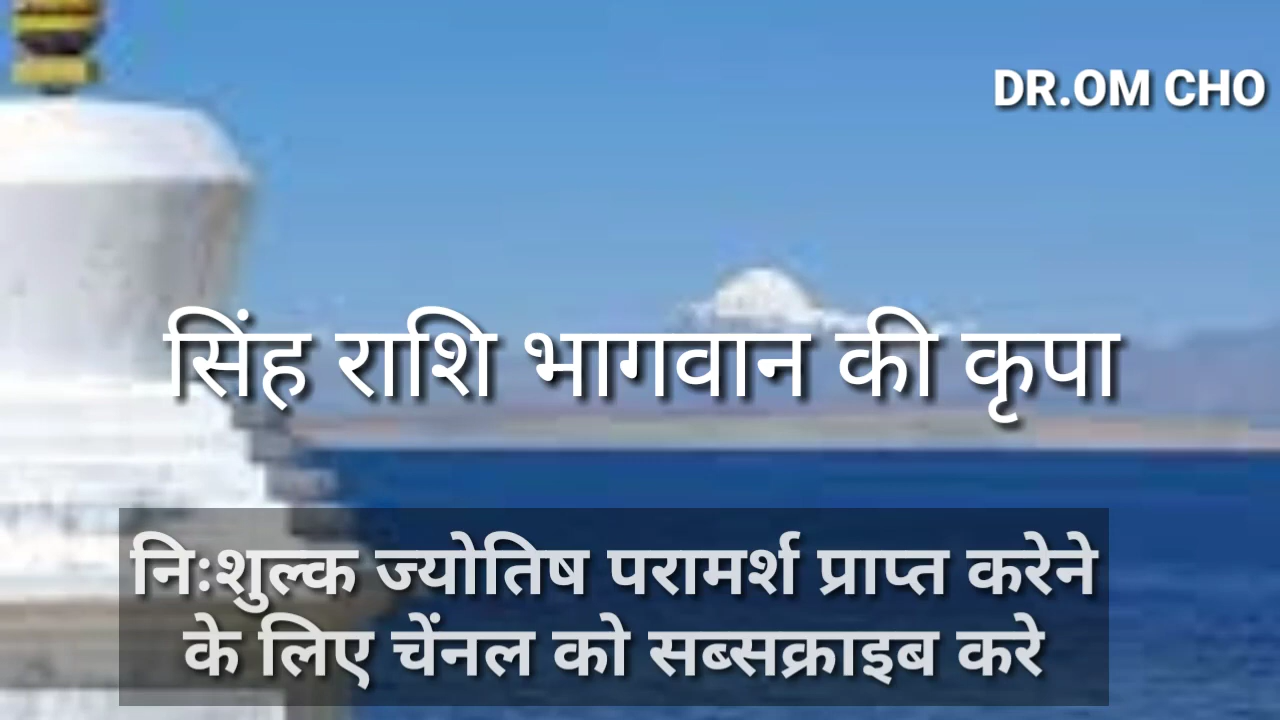 DR.OM CHO
सिंह राशि भागवान की कृपा
निःशुल्क ज्योतिष परामर्श प्राप्त करेने
के लिए चेंनल को सब्सक्राइब करे